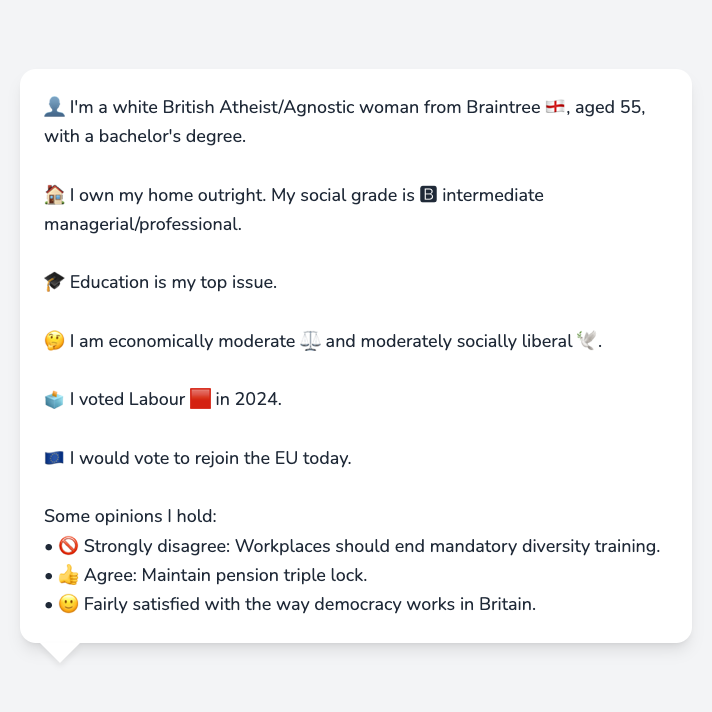 👤 I'm a white British Atheist/Agnostic woman from Braintree 🏴󠁧󠁢󠁥󠁮󠁧󠁿, aged 55,
with a bachelor's degree.
🏠 I own my home outright. My social grade is 🅱 intermediate
managerial/professional.
🎓 Education is my top issue.
🤔 I am economically moderate ⚖️ and moderately socially liberal 🕊️.
🗳️ I voted Labour 🟥 in 2024.
🇪🇺 I would vote to rejoin the EU today.
Some opinions I hold:
• 🚫 Strongly disagree: Workplaces should end mandatory diversity training.
• 👍 Agree: Maintain pension triple lock.
• 🙂 Fairly satisfied with the way democracy works in Britain.